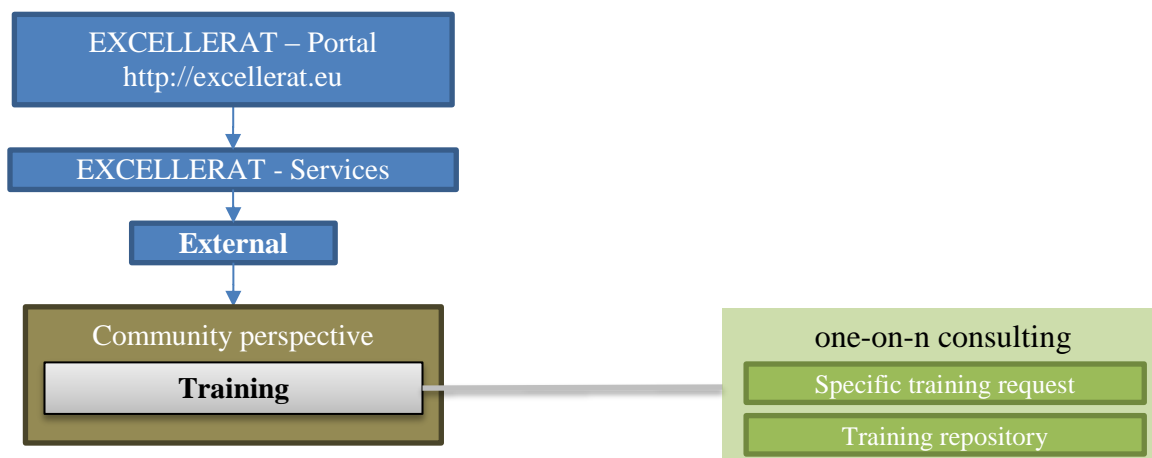 EXCELLERAT – Portal
http://excellerat.eu
EXCELLERAT - Services
External
Community perspective
Training
one-on-n consulting
Specific training request
Training repository